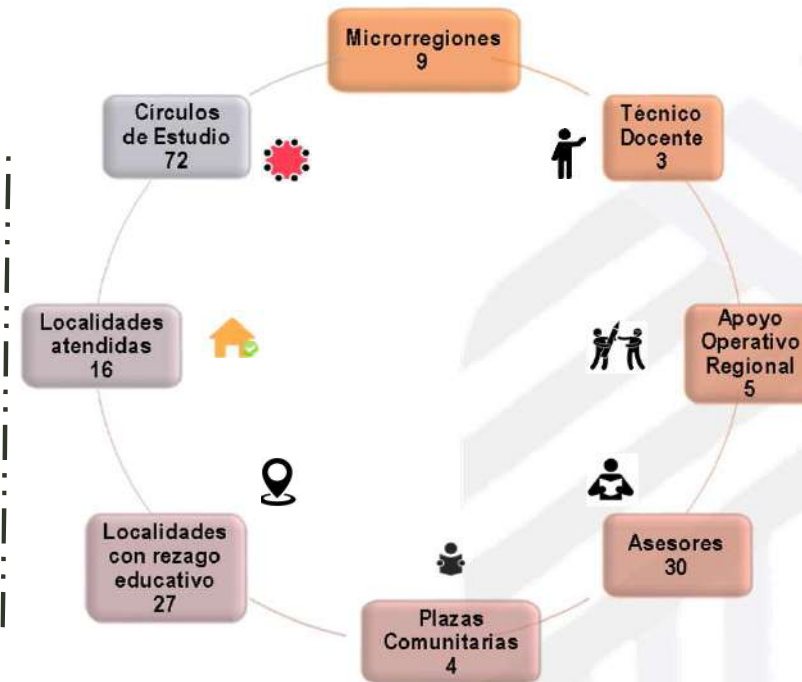 Microrregiones
9
Técnico
Docente
3
Apoyo
Operativo
Regional
5
Asesores
30
Plazas
Comunitarias
4
Localidades
con rezago
educativo
27
Localidades
atendidas
16
Círculos
de Estudio
72